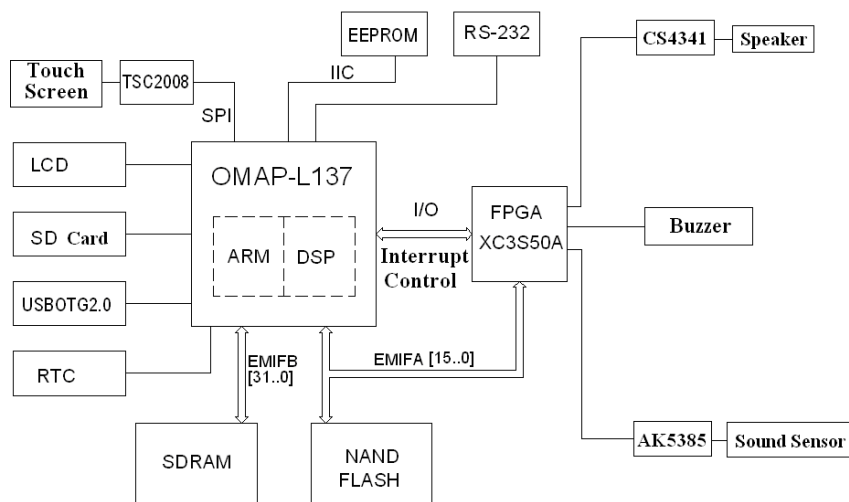 EEPROM
RS-232
CS4341
Speaker
Touch
Screen
TSC2008
IIC
SPI
LCD
OMAP-L137
I/O
FPGA
XC3S50A
SD Card
ARM
DSP
Interrupt
Control
Buzzer
USBOTG2.0
RTC
EMIFB
[31..0]
EMIFA [15..0]
SDRAM
NAND
FLASH
AK5385
Sound Sensor